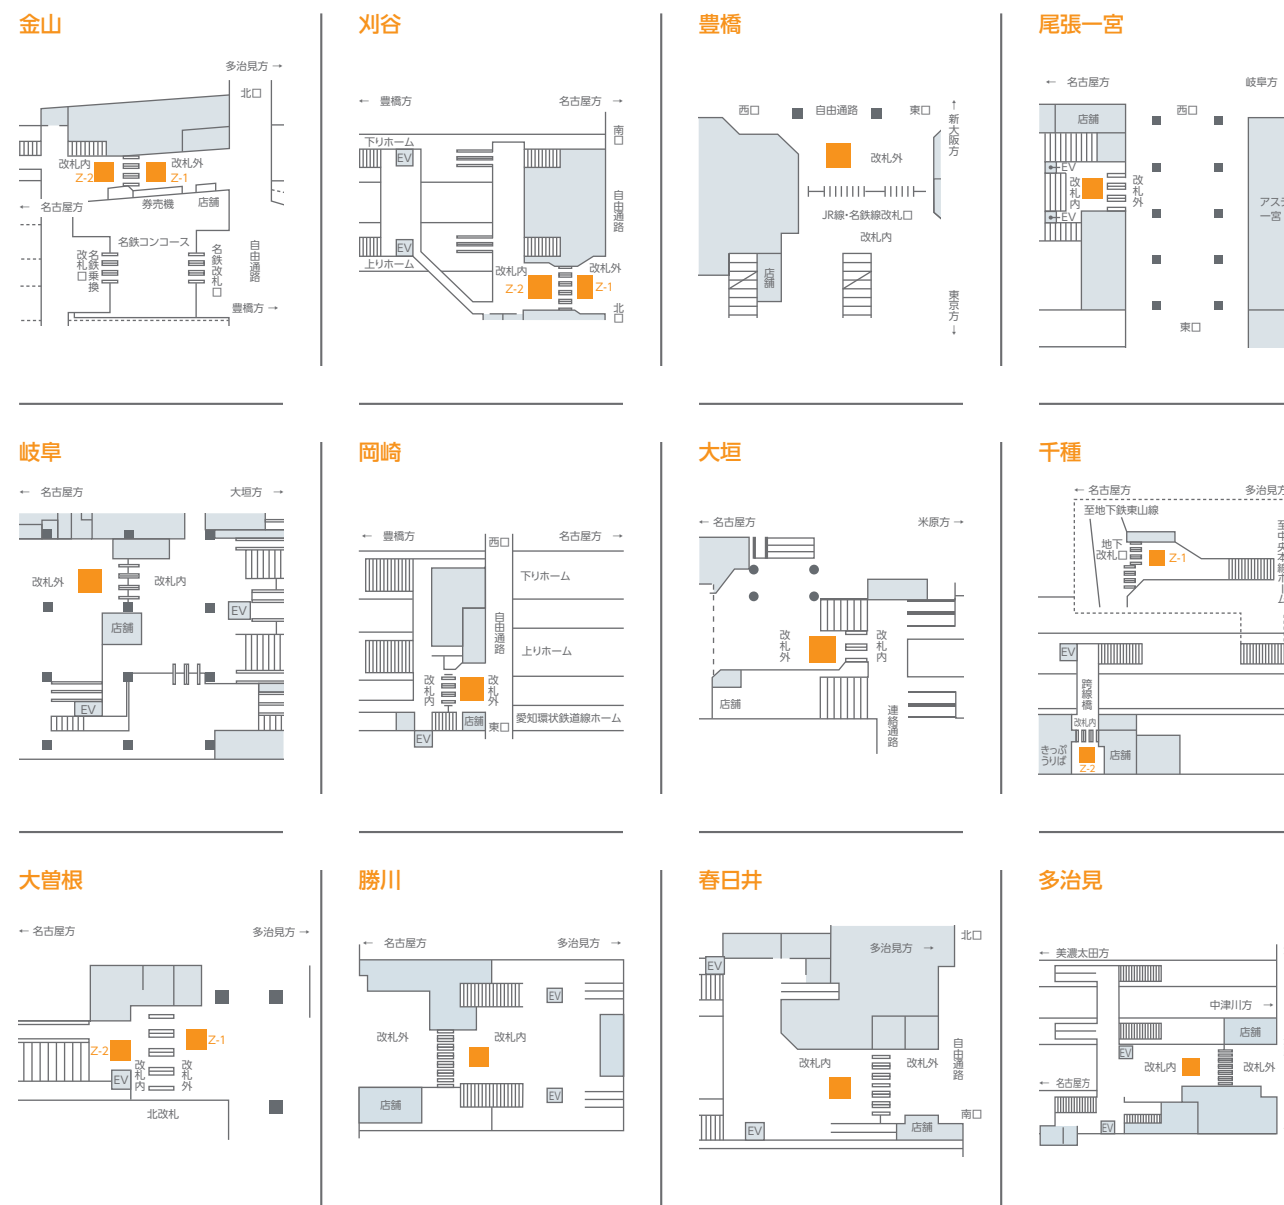 金山
多治見方 →
北口
改札内
改札外
Z-2
Z-1
← 名古屋方
券売機
店舗
名鉄コンコース
名鉄乗換
改札口
名鉄改札口
自由通路
豊橋方 →
刈谷
← 豊橋方
名古屋方 →
南口
下りホーム
EV
自由通路
EV
上りホーム
改札内
改札外
Z-2
Z-1
北口
豊橋
西口
自由通路
東口
↑新大阪方
改札外
JR線・名鉄線改札口
改札内
店舗
東京方↓
尾張一宮
← 名古屋方
岐阜方
店舗
西口
EV
改札内
改札外
EV
一宮
東口
岐阜
← 名古屋方
大垣方 →
改札外
改札内
EV
店舗
EV
岡崎
← 豊橋方
西口
名古屋方 →
下りホーム
自由通路
上りホーム
改札内
改札外
店舗
東口
愛知環状鉄道線ホーム
EV
大垣
← 名古屋方
米原方 →
改札外
改札内
店舗
連絡通路
千種
← 名古屋方
多治見方
至地下鉄東山線
地下
改札口
Z-1
至中央本線ホーム
EV
跨線橋
改札内
きっぷ
うりば
店舗
Z-2
大曽根
← 名古屋方
多治見方 →
Z-1
Z-2
EV
改札内
改札外
北改札
勝川
← 名古屋方
多治見方 →
EV
改札外
改札内
EV
店舗
春日井
北口
多治見方 →
EV
改札内
改札外
自由通路
南口
店舗
EV
多治見
← 美濃太田方
中津川方 →
店舗
EV
改札内
改札外
← 名古屋方
EV